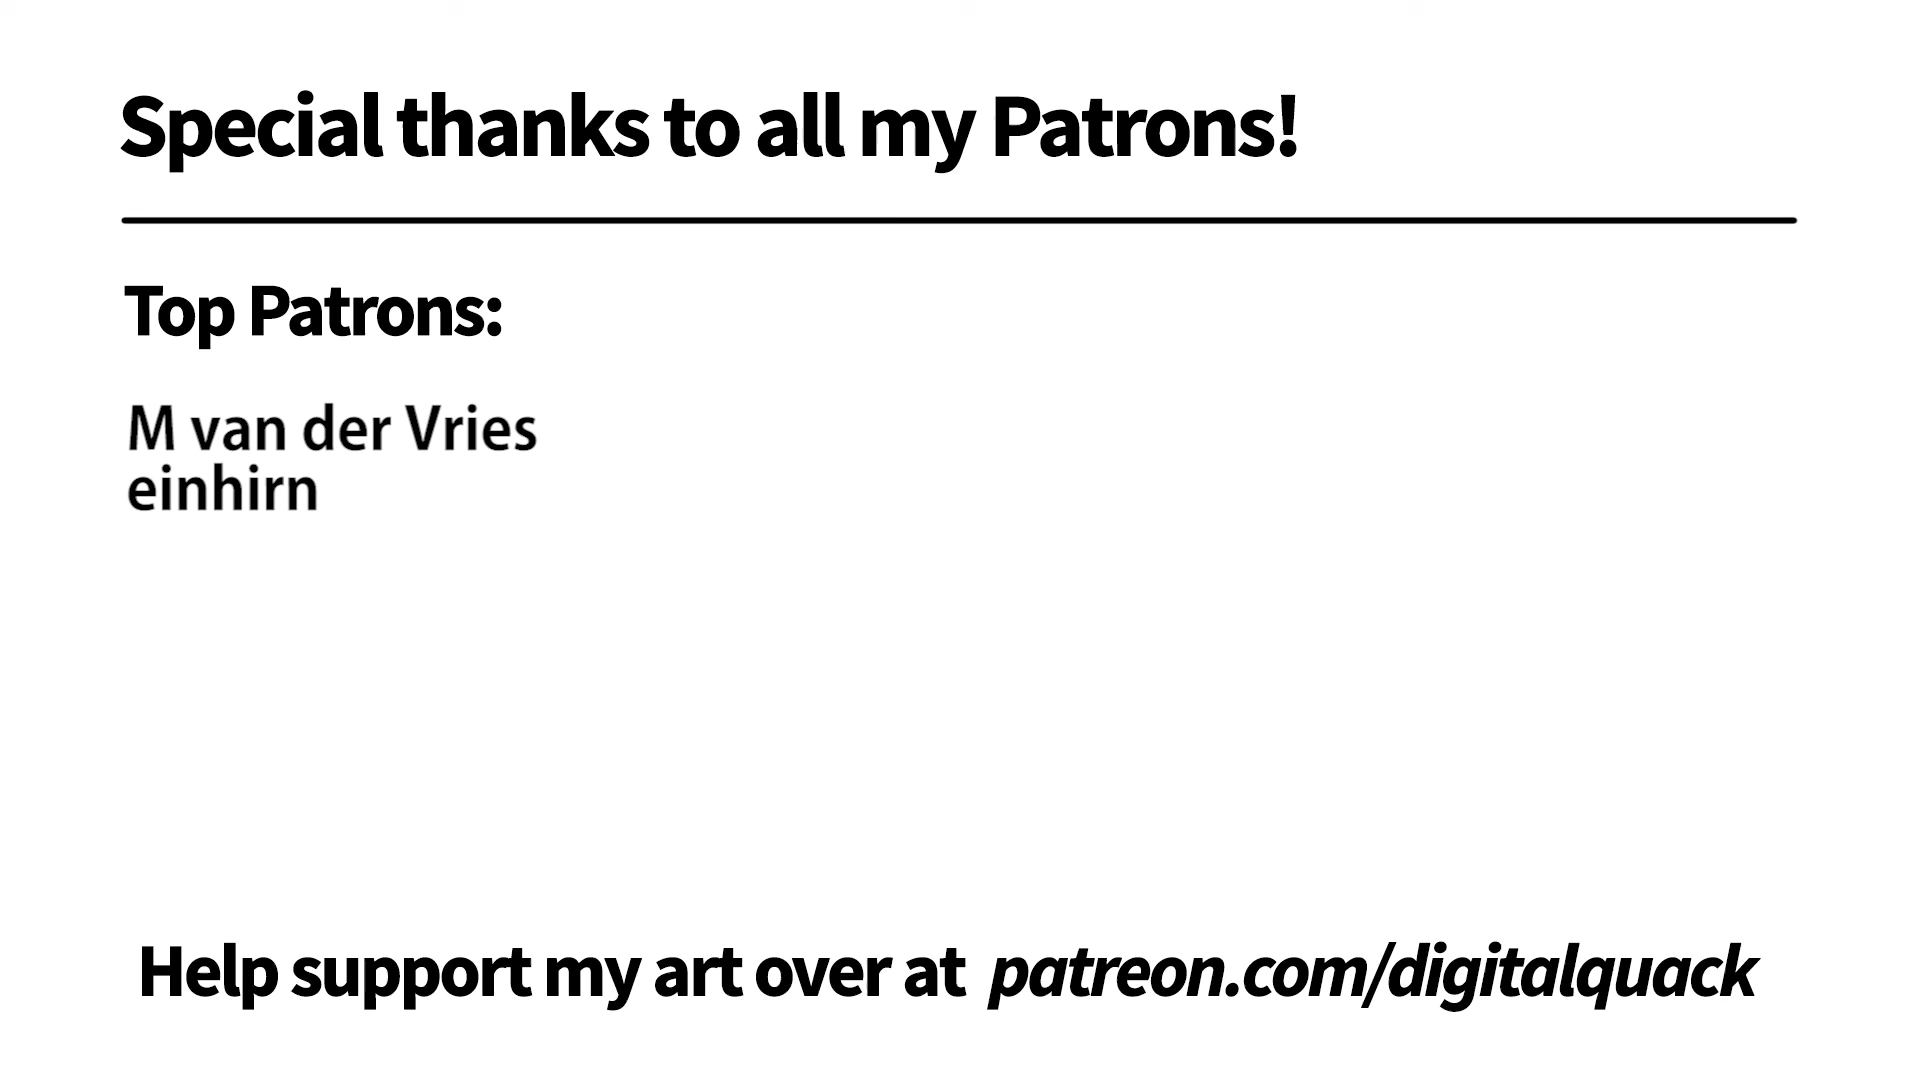 Special thanks to all my Patrons!
Top Patrons:
M van der Vries
einhirn
Help support my art over at patreon.com/digitalquack